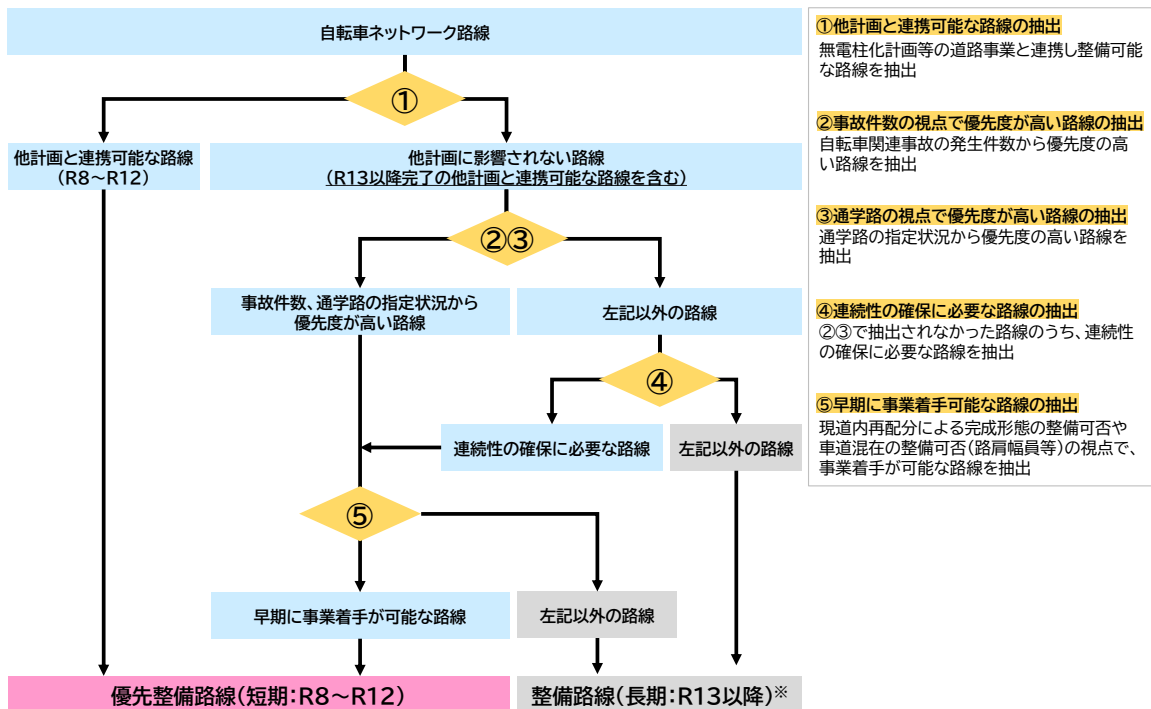 自転車ネットワーク路線
①
他計画と連携可能な路線
(R8～R12)
他計画に影響されない路線
(R13以降完了の他計画と連携可能な路線を含む)
②③
事故件数、通学路の指定状況から
優先度が高い路線
左記以外の路線
④
連続性の確保に必要な路線
左記以外の路線
⑤
早期に事業着手が可能な路線
左記以外の路線
優先整備路線(短期:R8～R12)
整備路線(長期:R13以降)※
①他計画と連携可能な路線の抽出
無電柱化計画等の道路事業と連携し整備可能
な路線を抽出
②事故件数の視点で優先度が高い路線の抽出
自転車関連事故の発生件数から優先度の高
い路線を抽出
③通学路の視点で優先度が高い路線の抽出
通学路の指定状況から優先度の高い路線を
抽出
④連続性の確保に必要な路線の抽出
②③で抽出されなかった路線のうち、連続性
の確保に必要な路線を抽出
⑤早期に事業着手可能な路線の抽出
現道内再配分による完成形態の整備可否や
車道混在の整備可否(路肩幅員等)の視点で、
事業着手が可能な路線を抽出